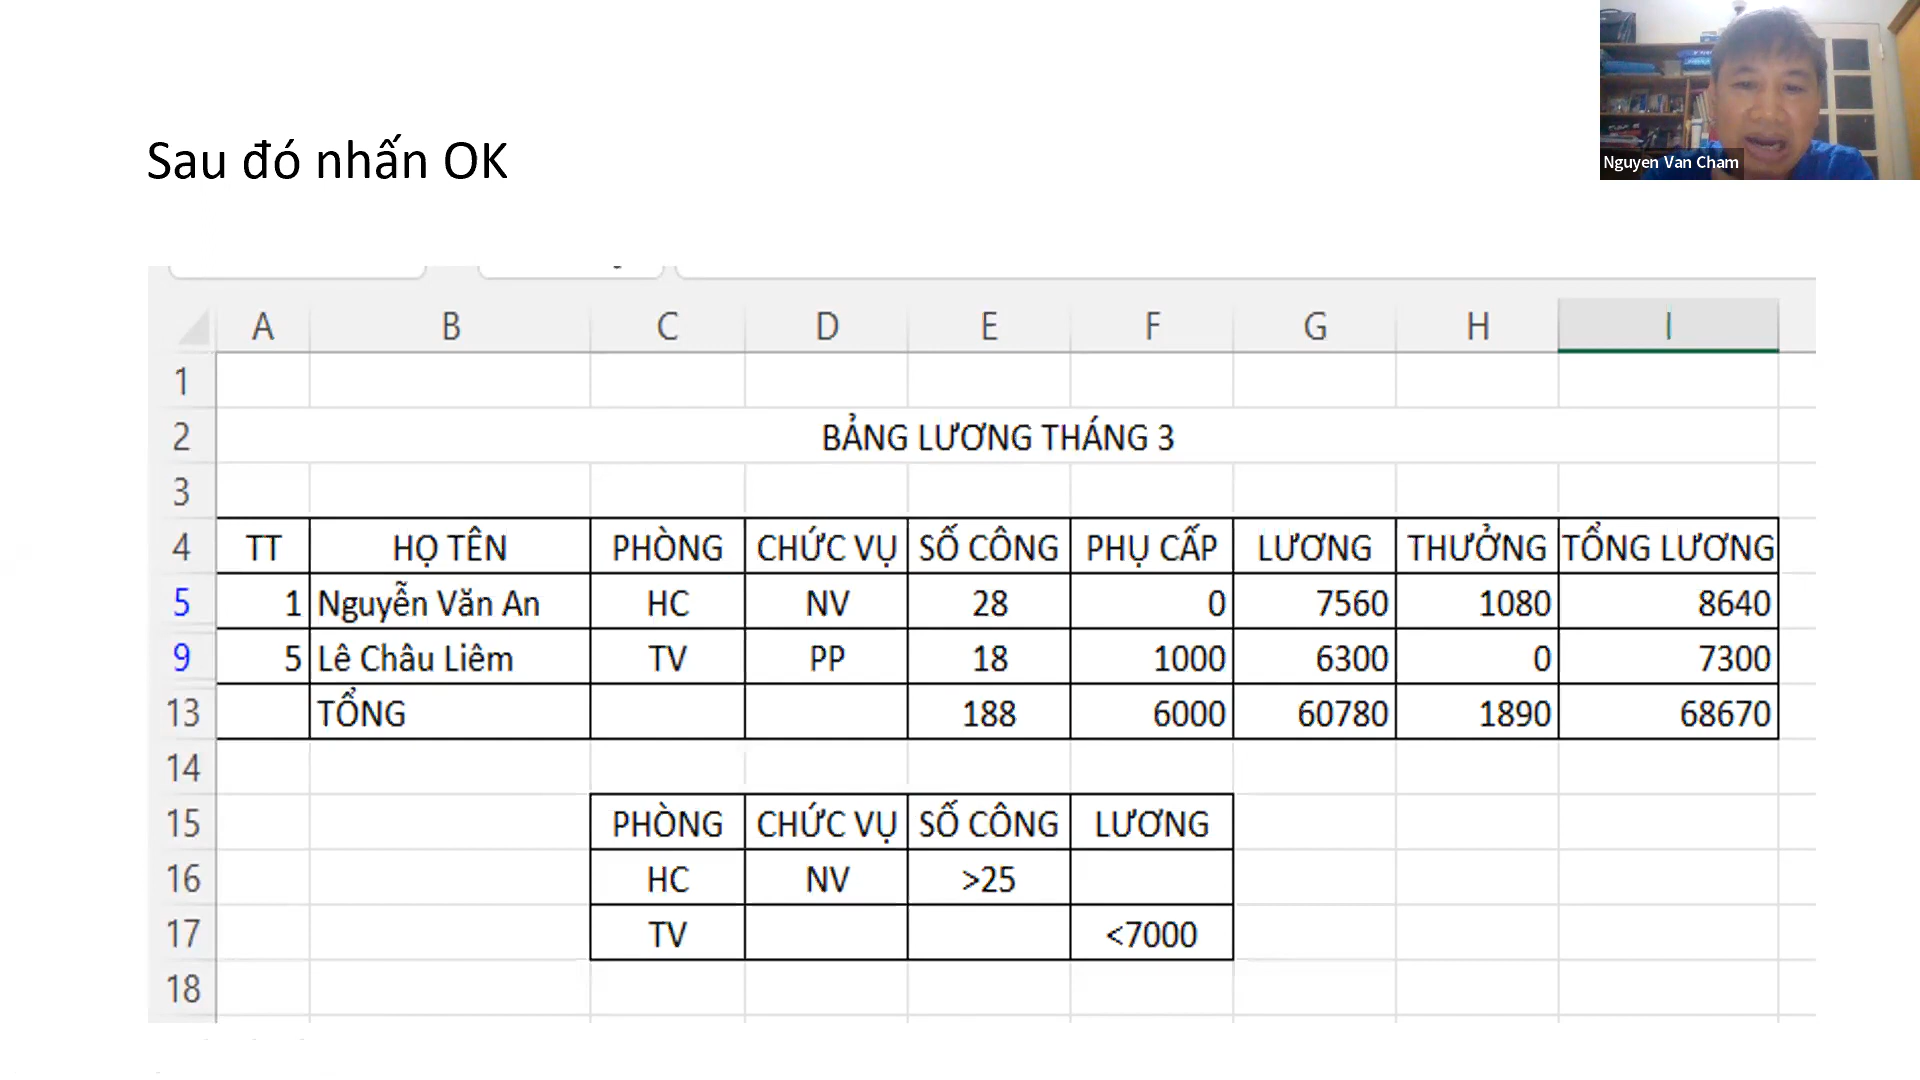 Nguyen Van Cham
Sau đó nhấn OK
A B C D E F G H I
1
2 BẢNG LƯƠNG THÁNG 3
3
4 TT HỌ TÊN PHÒNG CHỨC VỤ SỐ CÔNG PHỤ CẤP LƯƠNG THƯỞNG TỔNG LƯƠNG
5 1 Nguyễn Văn An HC NV 28 0 7560 1080 8640
9 5 Lê Châu Liêm TV PP 18 1000 6300 0 7300
13 TỔNG 188 6000 60780 1890 68670
14
15 PHÒNG CHỨC VỤ SỐ CÔNG LƯƠNG
16 HC NV >25
17 TV <7000
18